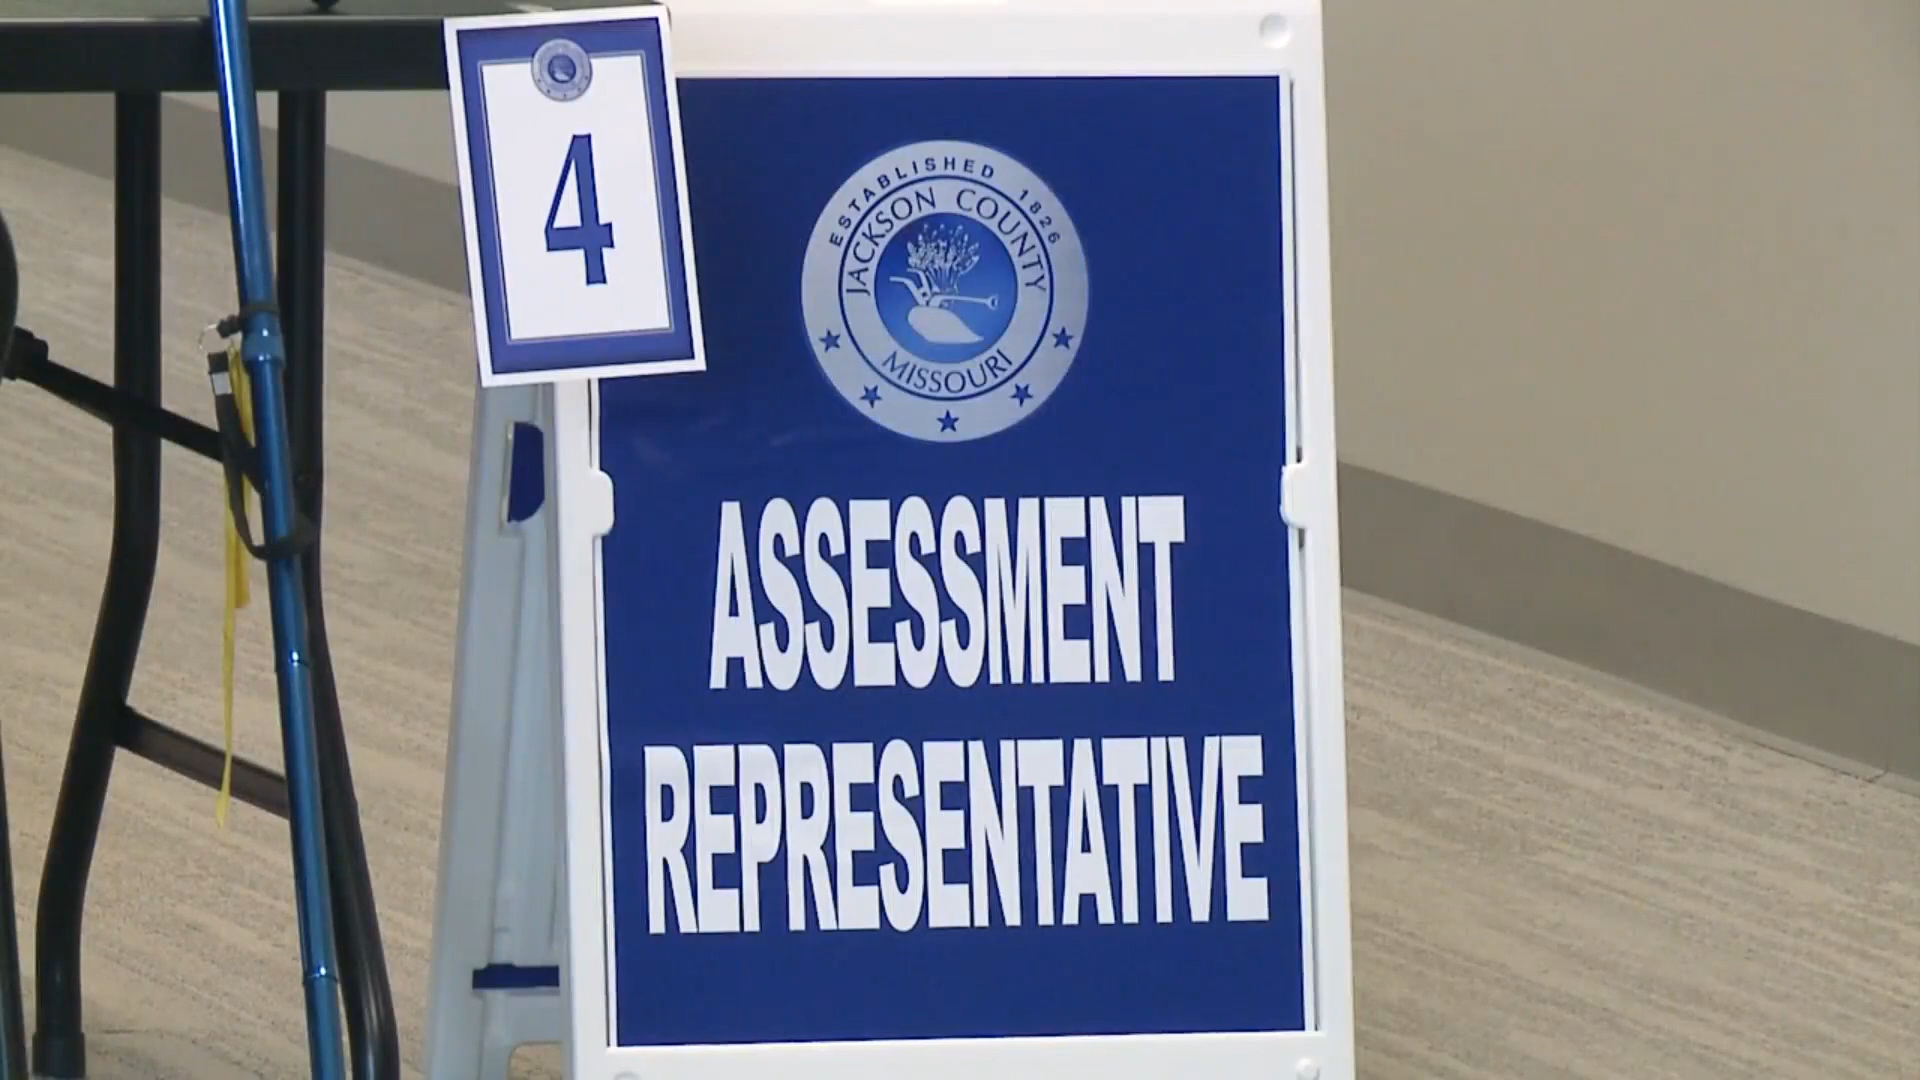 4
ESTABLISHED 1826
JACKSON COUNTY
MISSOURI
ASSESSMENT
REPRESENTATIVE